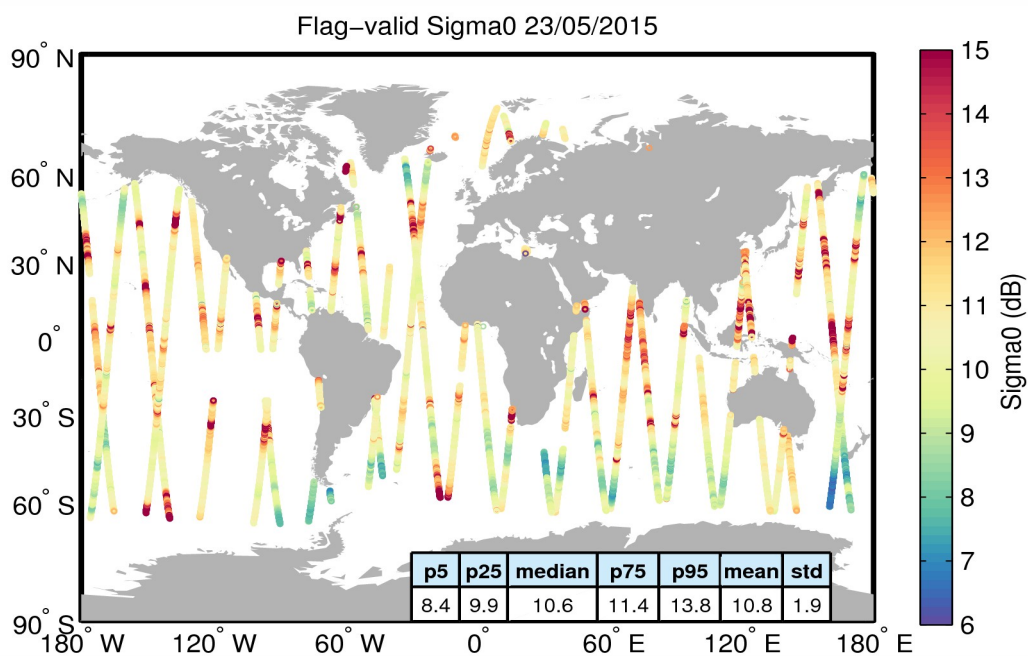 Flag–valid Sigma0 23/05/2015
90° N
60° N
30° N
0°
30° S
60° S
90° S
180° W
120° W
60° W
0°
60° E
120° E
180° E
15
14
13
12
11
10
9
8
7
6
Sigma0 (dB)
p5 p25 median p75 p95 mean std
8.4 9.9 10.6 11.4 13.8 10.8 1.9